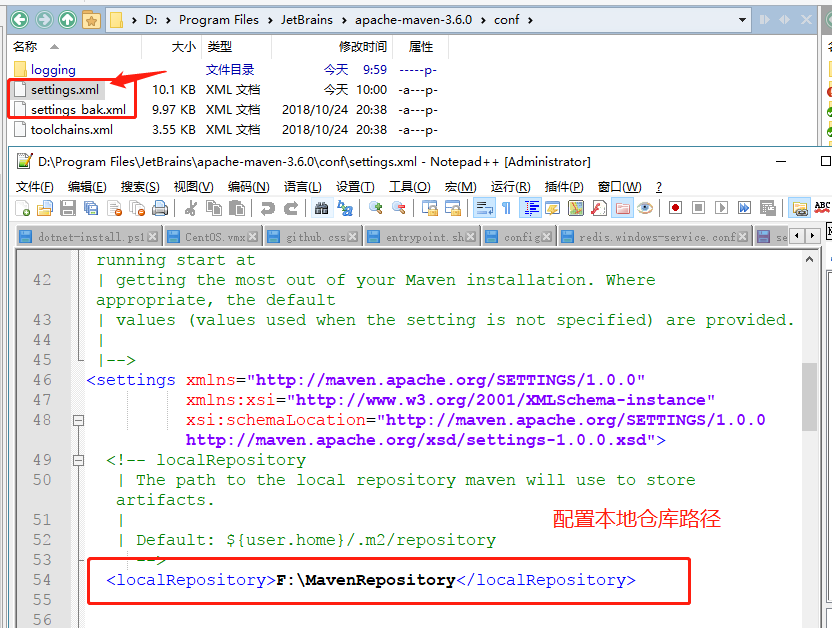 D: Program Files JetBrains apache-maven-3.6.0 conf
名称 大小 类型 修改时间 属性
logging 文件目录 今天 9:59 -----p-
settings.xml 10.1 KB XML 文档 今天 10:00 -a---p-
settings_bak.xml 9.97 KB XML 文档 2018/10/24 20:38 -a---p-
toolchains.xml 3.55 KB XML 文档 2018/10/24 20:38 -a---p-
D:\Program Files\JetBrains\apache-maven-3.6.0\conf\settings.xml - Notepad++ [Administrator]
文件(F) 编辑(E) 搜索(S) 视图(V) 编码(N) 语言(L) 设置(T) 工具(O) 宏(M) 运行(R) 插件(P) 窗口(W) ?
ABC
dotnet-install.ps1 CentOS.vmx github.css entrypoint.sh config redis.windows-service.conf se
running start at
42 | getting the most out of your Maven installation. Where
appropriate, the default
43 | values (values used when the setting is not specified) are provided.
44 |
45 |-->
46 <settings xmlns="http://maven.apache.org/SETTINGS/1.0.0"
47 xmlns:xsi="http://www.w3.org/2001/XMLSchema-instance"
48 xsi:schemaLocation="http://maven.apache.org/SETTINGS/1.0.0
http://maven.apache.org/xsd/settings-1.0.0.xsd">
49 <!-- localRepository
50 | The path to the local repository maven will use to store
artifacts.
51 |
配置本地仓库路径
52 | Default: ${user.home}/.m2/repository
53 -->
54 <localRepository>F:\MavenRepository</localRepository>
55
56